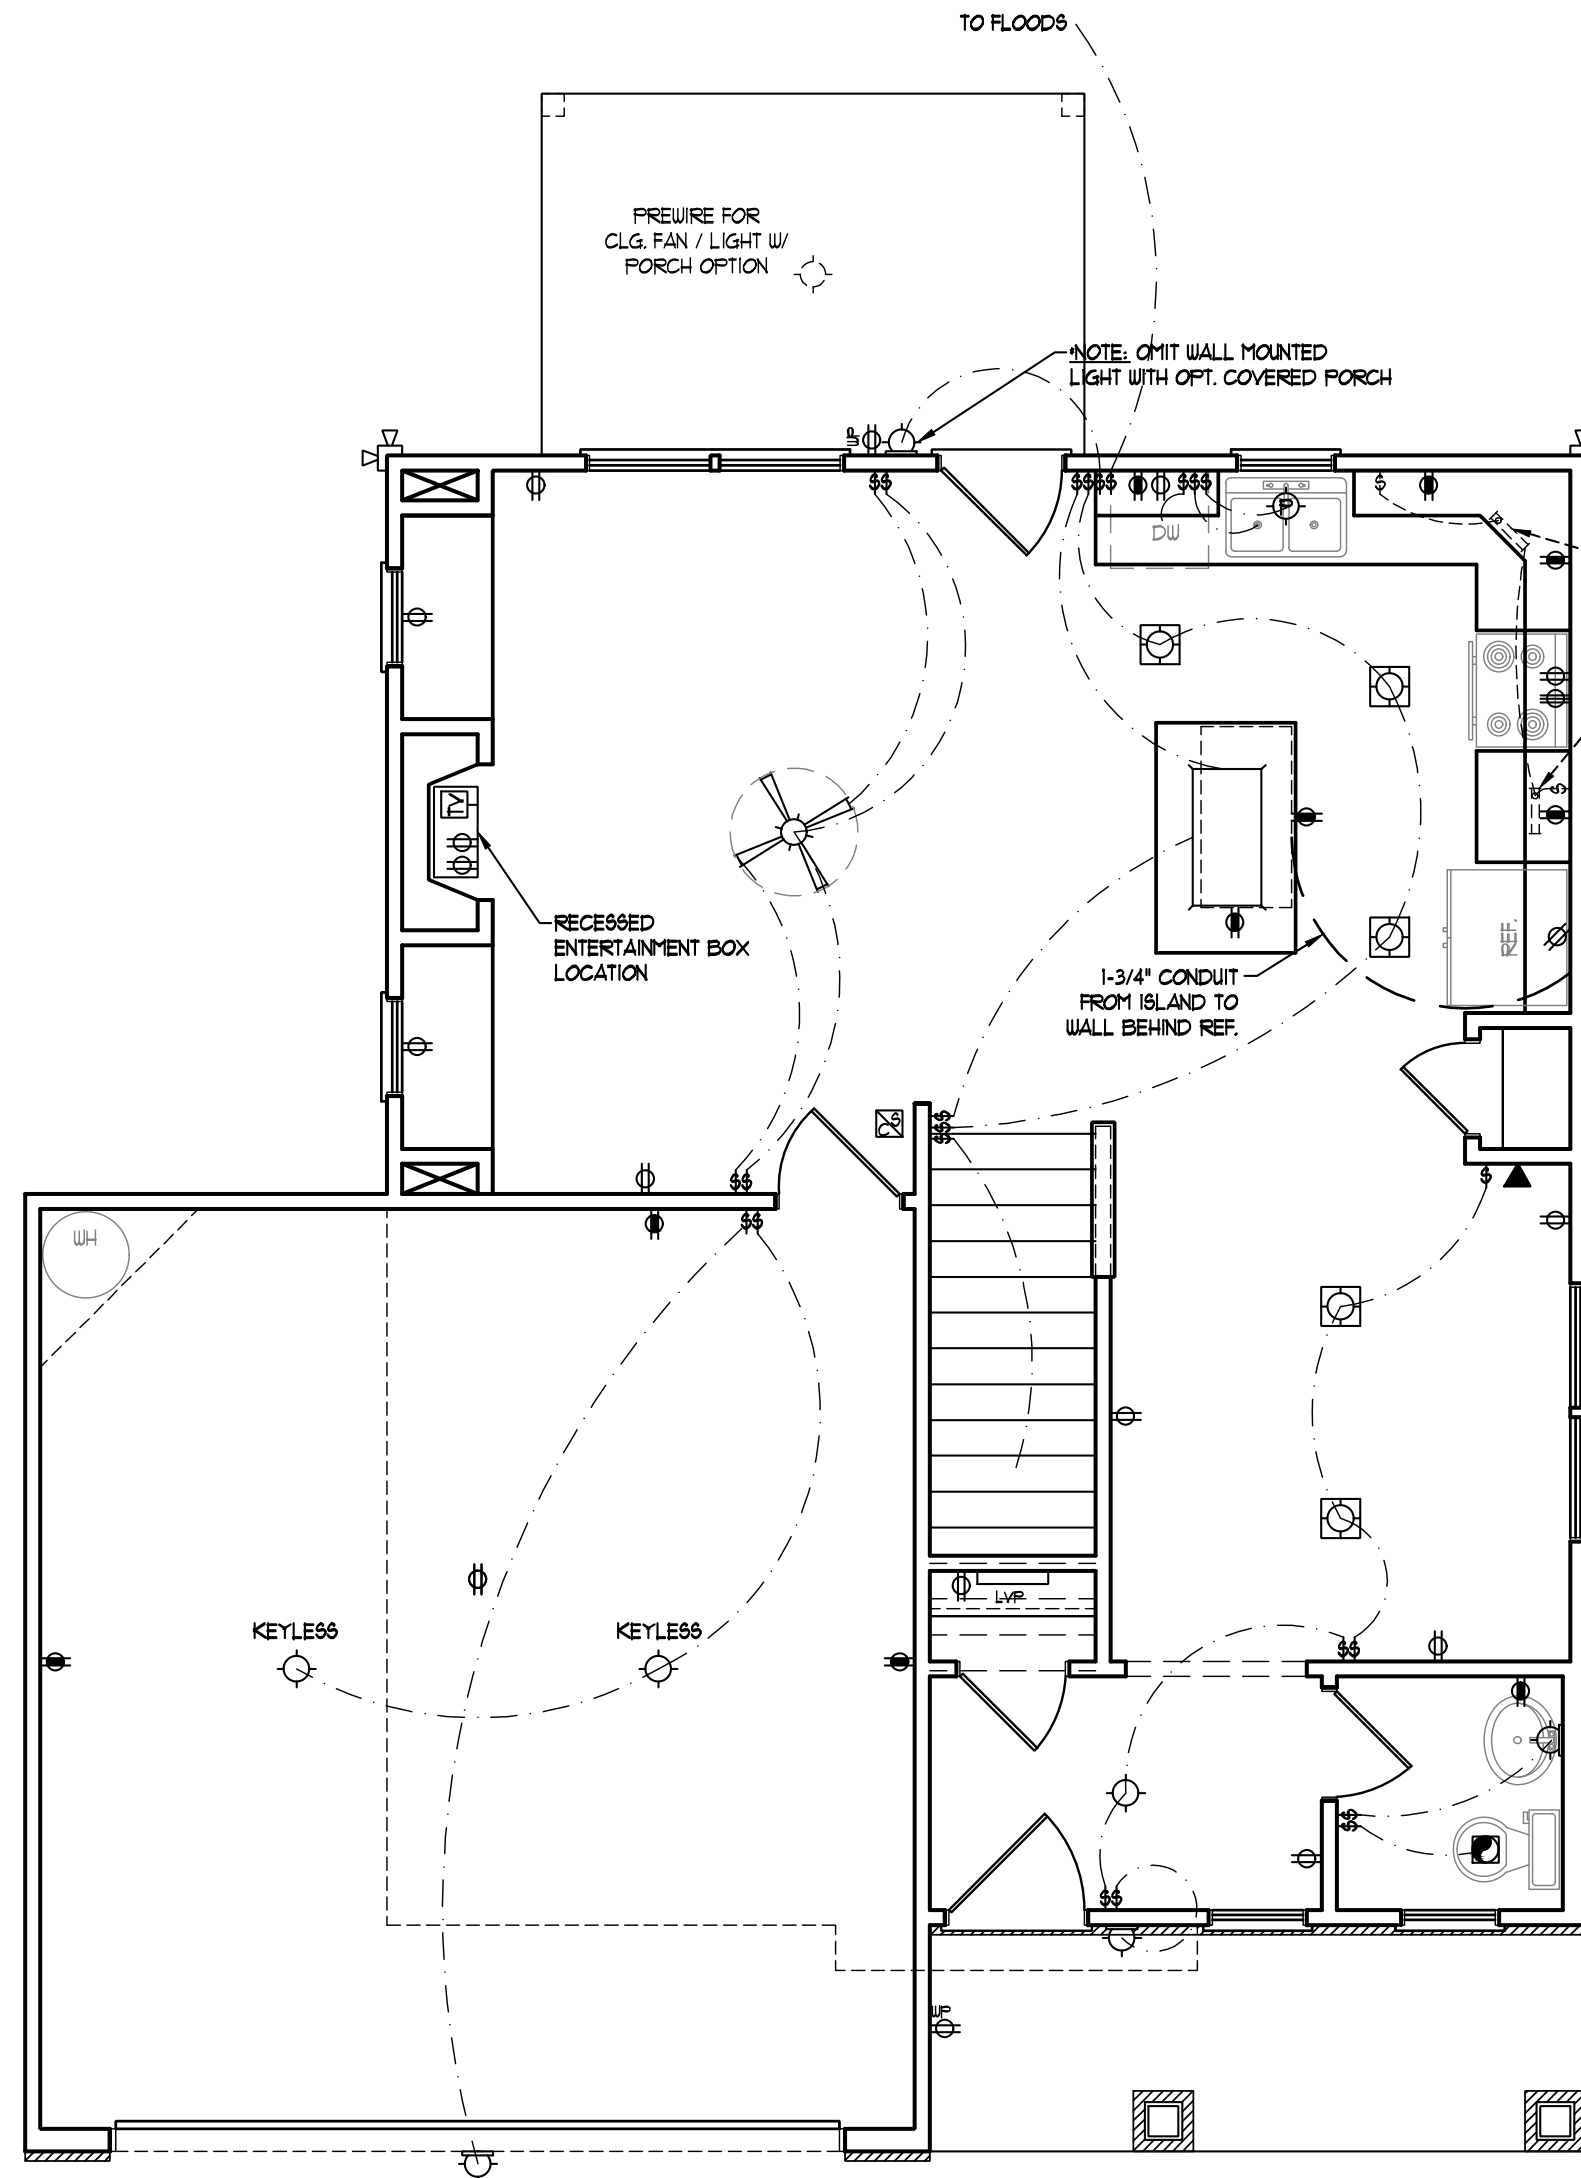 TO FLOODS
PREWIRE FOR
CLG. FAN / LIGHT W/
PORCH OPTION
*NOTE: OMIT WALL MOUNTED
LIGHT WITH OPT. COVERED PORCH
WP
$$
$$$$
$$$
$
DW
TV
$
RECESSED
ENTERTAINMENT BOX
LOCATION
REF.
1-3/4" CONDUIT
FROM ISLAND TO
WALL BEHIND REF.
$$$
$$
$
$$
WH
LVP
KEYLESS
KEYLESS
$$
$$
$$
WP